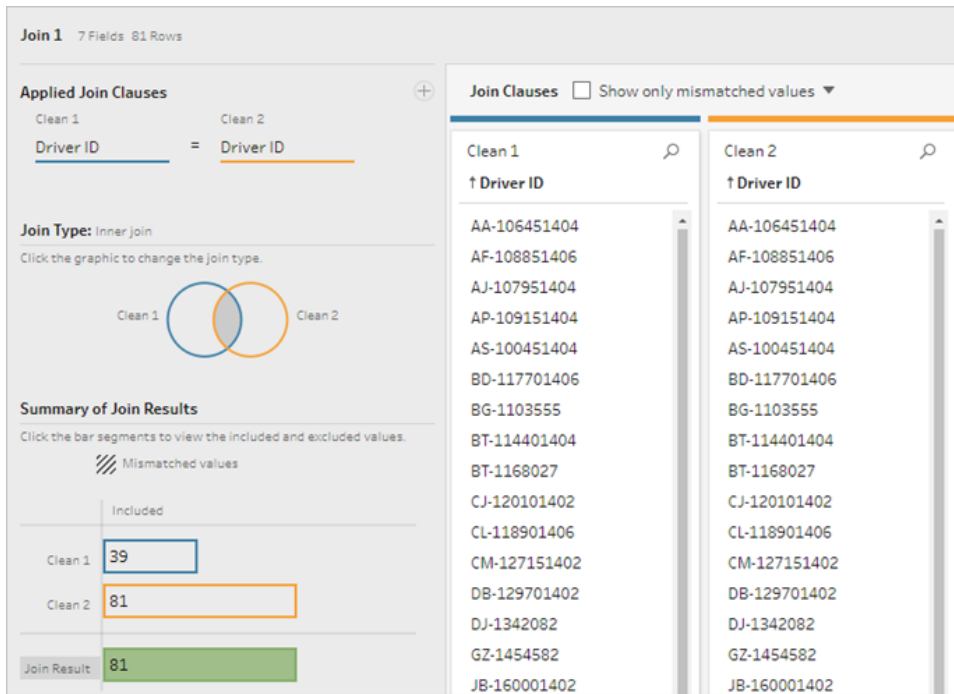 Join 1 7 Fields 81 Rows
Applied Join Clauses
Clean 1 Clean 2
Driver ID = Driver ID
Join Type: Inner join
Click the graphic to change the join type.
Clean 1 Clean 2
Summary of Join Results
Click the bar segments to view the included and excluded values.
Mismatched values
Included
Clean 1 39
Clean 2 81
Join Result 81
Join Clauses Show only mismatched values
Clean 1 Clean 2
Driver ID Driver ID
AA-106451404 AA-106451404
AF-108851406 AF-108851406
AJ-107951404 AJ-107951404
AP-109151404 AP-109151404
AS-100451404 AS-100451404
BD-117701406 BD-117701406
BG-1103555 BG-1103555
BT-114401404 BT-114401404
BT-1168027 BT-1168027
CJ-120101402 CJ-120101402
CL-118901406 CL-118901406
CM-127151402 CM-127151402
DB-129701402 DB-129701402
DJ-1342082 DJ-1342082
GZ-1454582 GZ-1454582
JB-160001402 JB-160001402